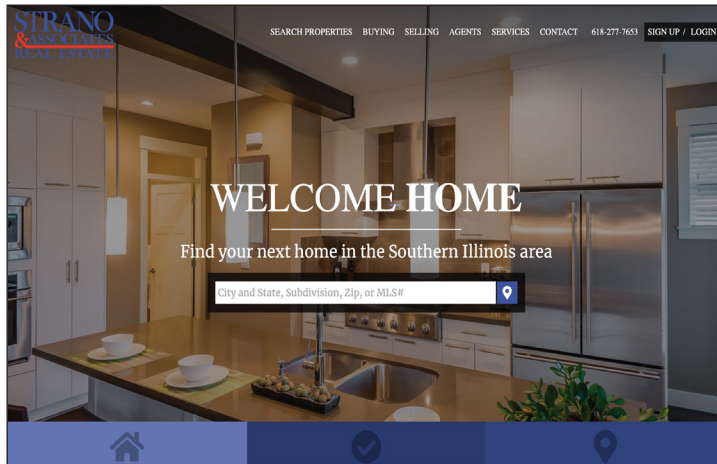 STRANO
&ASSOCIATES
REAL ESTATE
SEARCH PROPERTIES BUYING SELLING AGENTS SERVICES CONTACT 618-277-7653 SIGN UP / LOGIN
WELCOME HOME
Find your next home in the Southern Illinois area
City and State, Subdivision, Zip, or MLS#